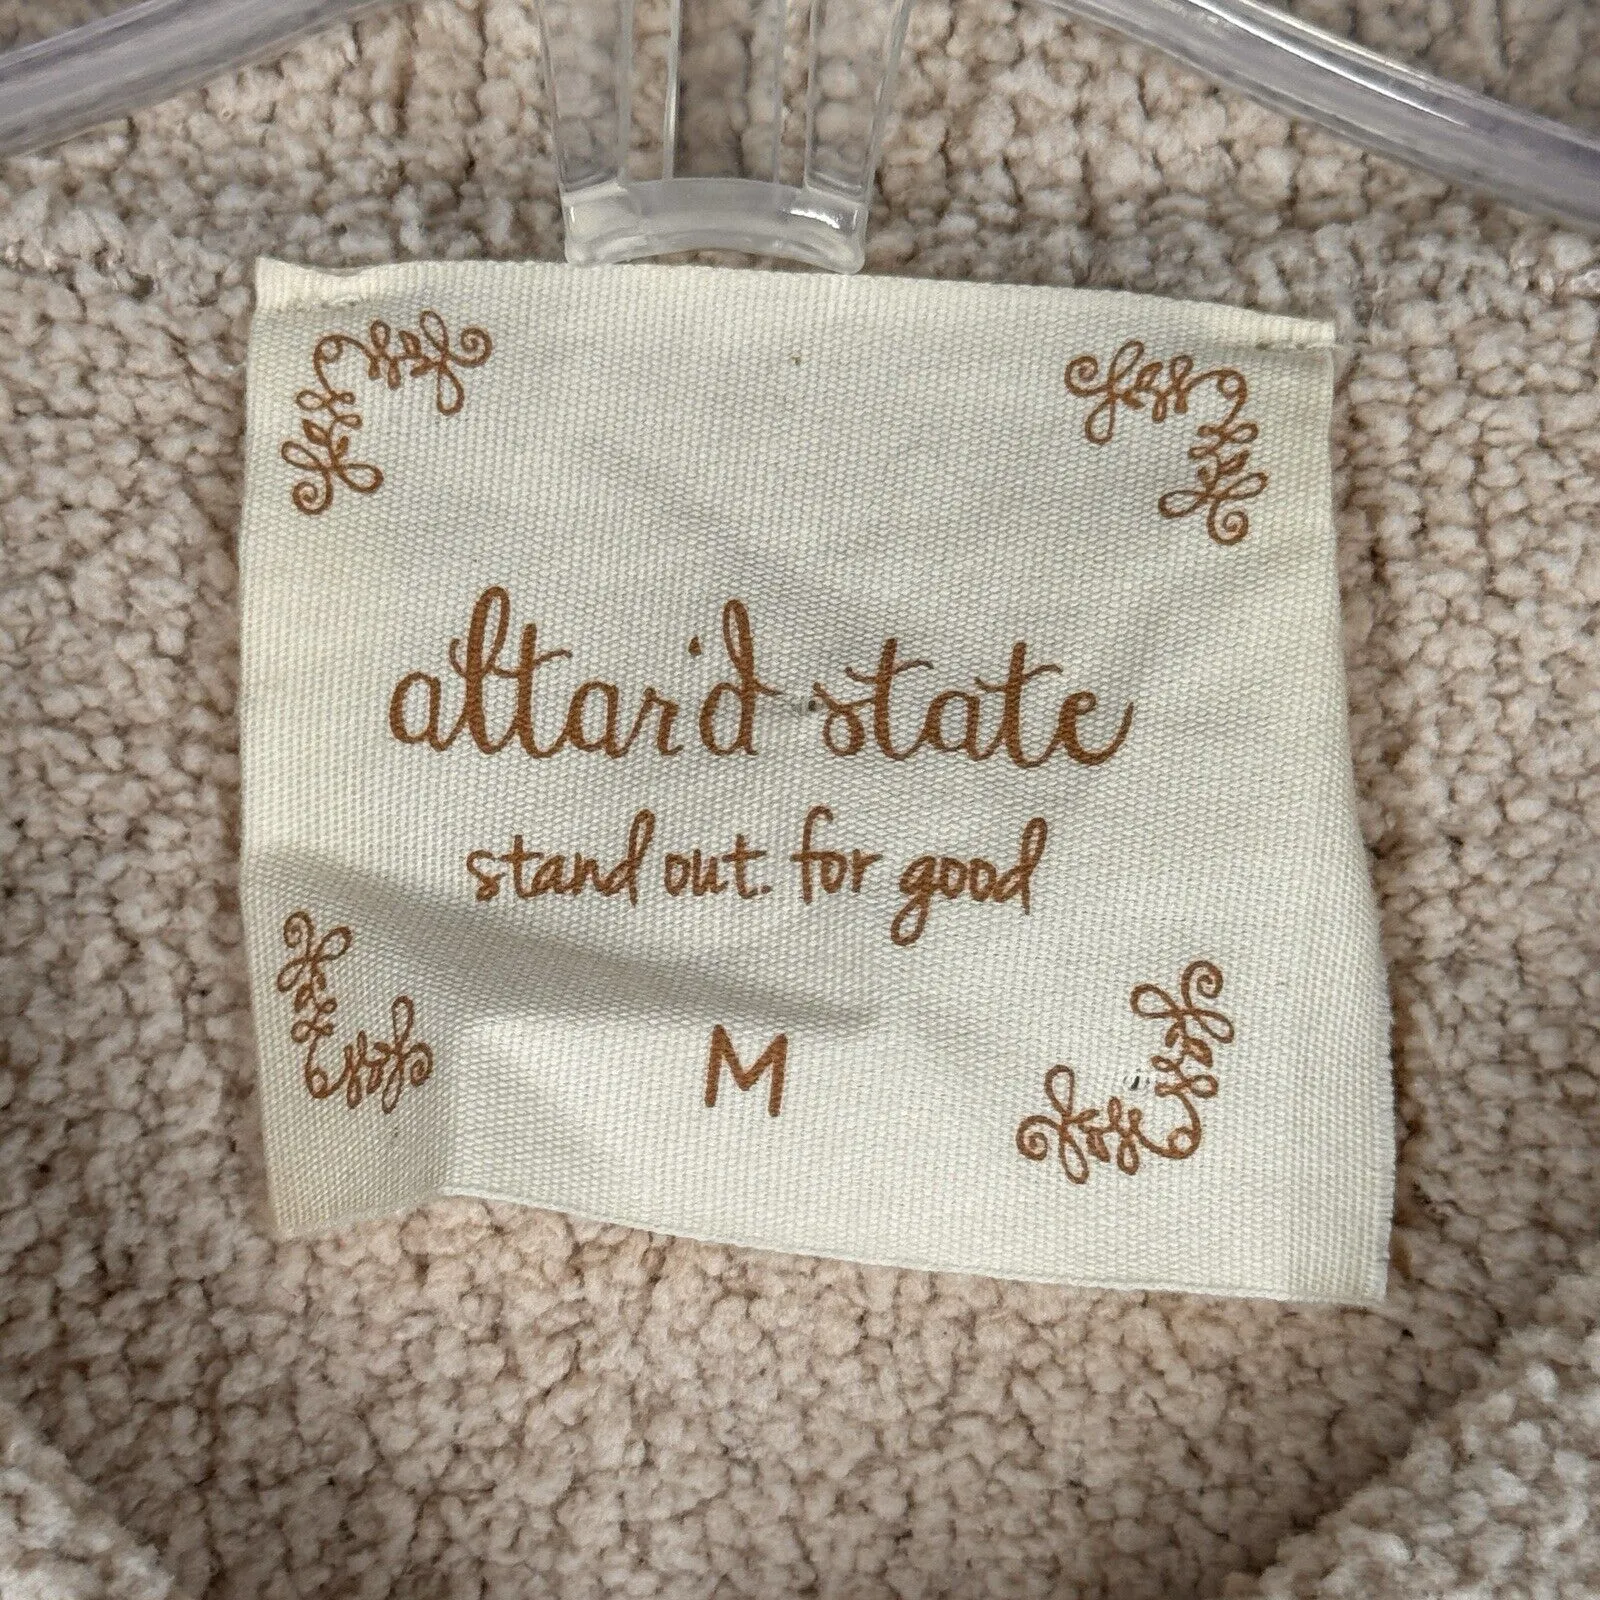 altar'd state
stand out. for good
M